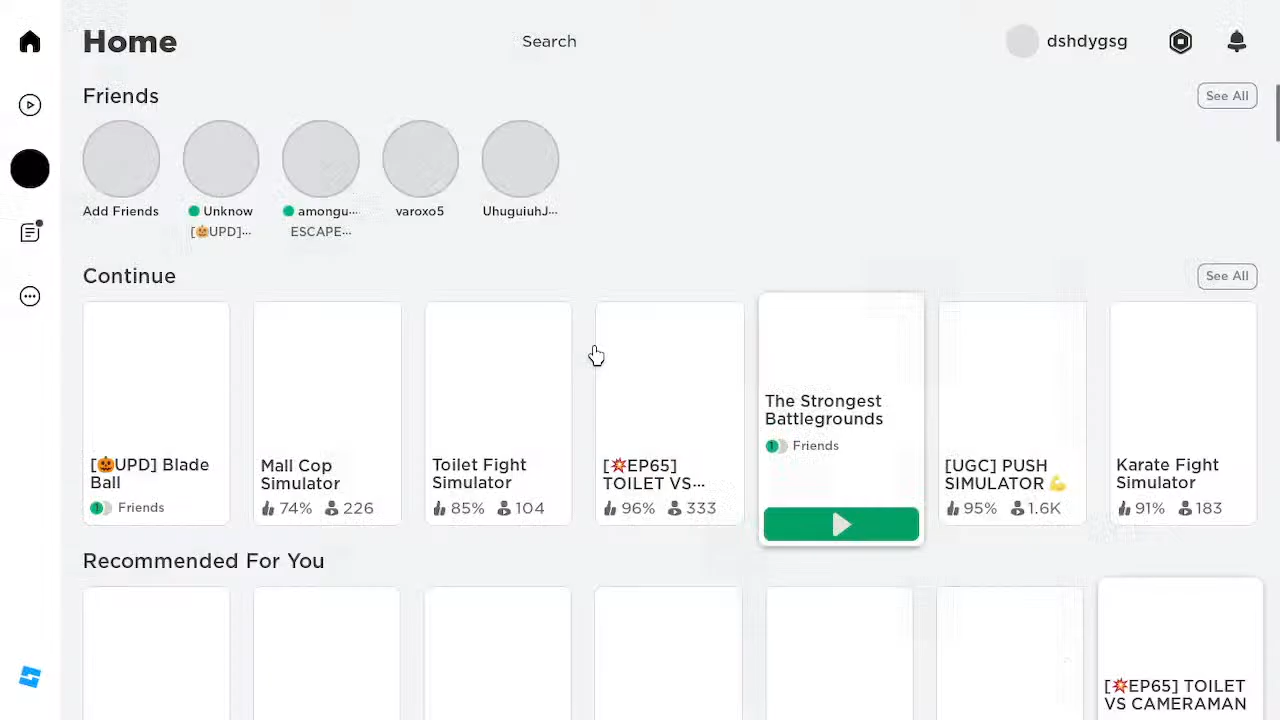 Home
Search
dshdygsg
Friends
See All
Add Friends
Unknow
[🎃UPD]...
amongu...
ESCAPE...
varoxo5
UhuguiuhJ...
Continue
See All
[🎃UPD] Blade
Ball
1 Friends
Mall Cop
Simulator
74% 226
Toilet Fight
Simulator
85% 104
[💥EP65]
TOILET VS...
96% 333
The Strongest
Battlegrounds
1 Friends
[UGC] PUSH
SIMULATOR 💪
95% 1.6K
Karate Fight
Simulator
91% 183
Recommended For You
[💥EP65] TOILET
VS CAMERAMAN